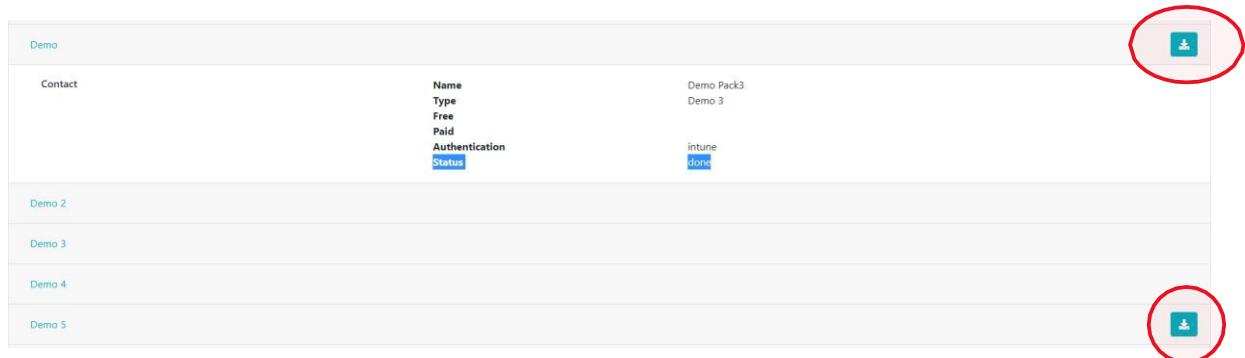 Demo
Contact
Name Demo Pack3
Type Demo 3
Free
Paid
Authentication intune
Status done
Demo 2
Demo 3
Demo 4
Demo 5